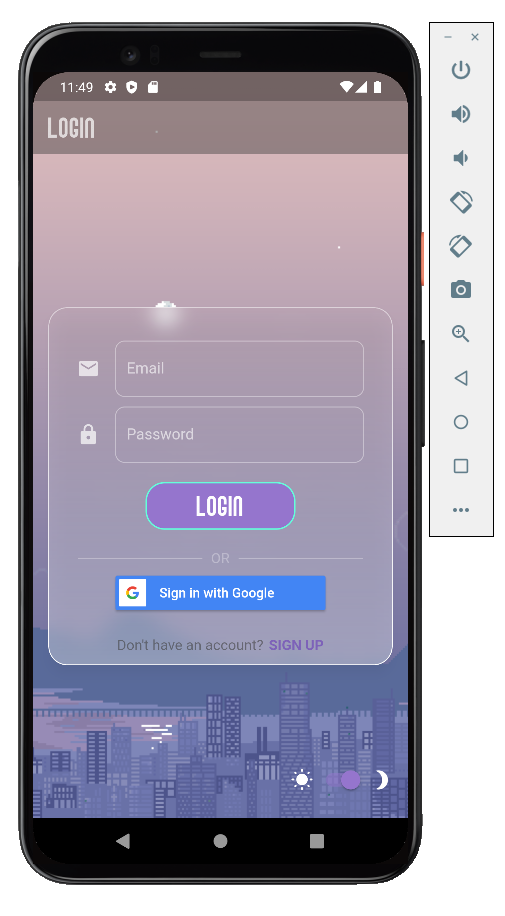 11:49
LOGIN
Email
Password
LOGIN
OR
Sign in with Google
Don't have an account? SIGN UP